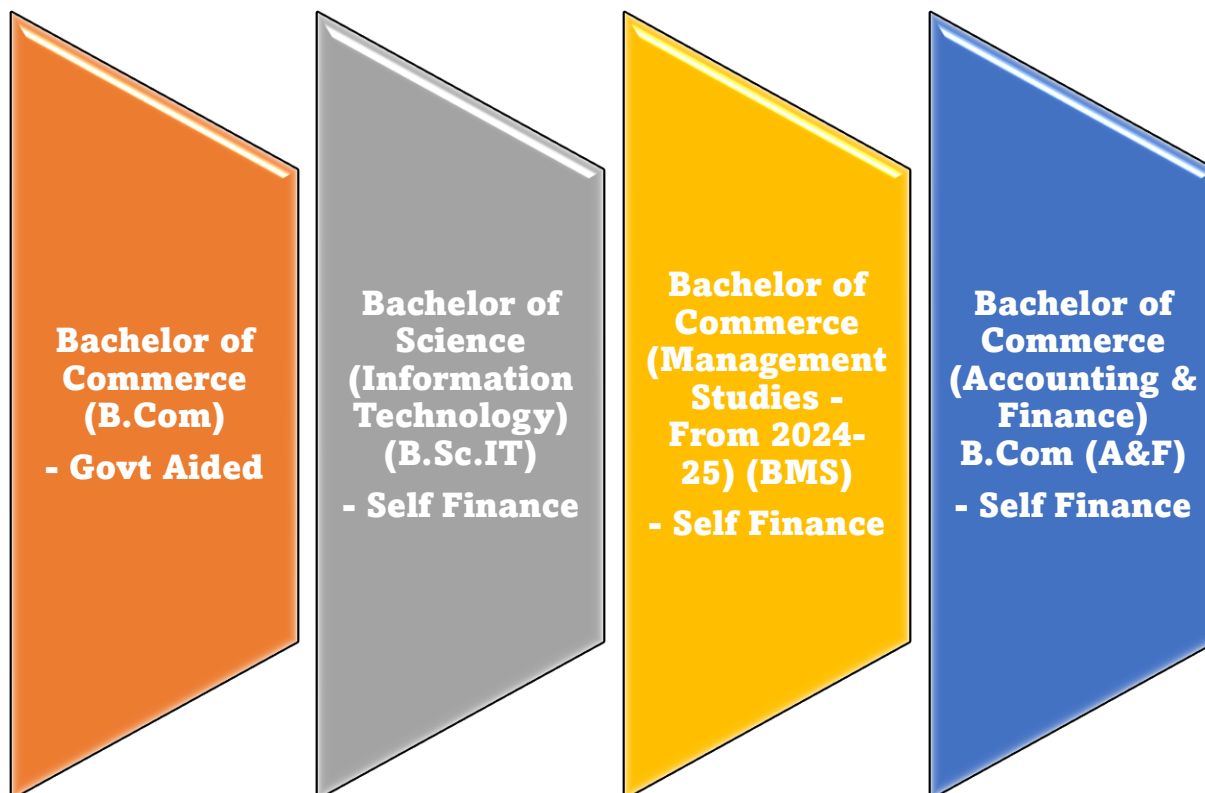 Bachelor of
Commerce
(B.Com)
- Govt Aided
Bachelor of
Science
(Information
Technology)
(B.Sc.IT)
- Self Finance
Bachelor of
Commerce
(Management
Studies -
From 2024-
25) (BMS)
- Self Finance
Bachelor of
Commerce
(Accounting &
Finance)
B.Com (A&F)
- Self Finance